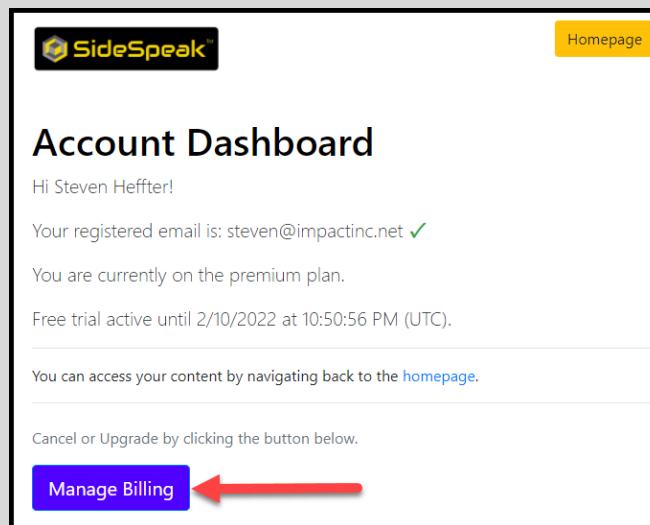 SideSpeak™
Homepage
Account Dashboard
Hi Steven Heffter!
Your registered email is: steven@impactinc.net ✓
You are currently on the premium plan.
Free trial active until 2/10/2022 at 10:50:56 PM (UTC).
You can access your content by navigating back to the homepage.
Cancel or Upgrade by clicking the button below.
Manage Billing